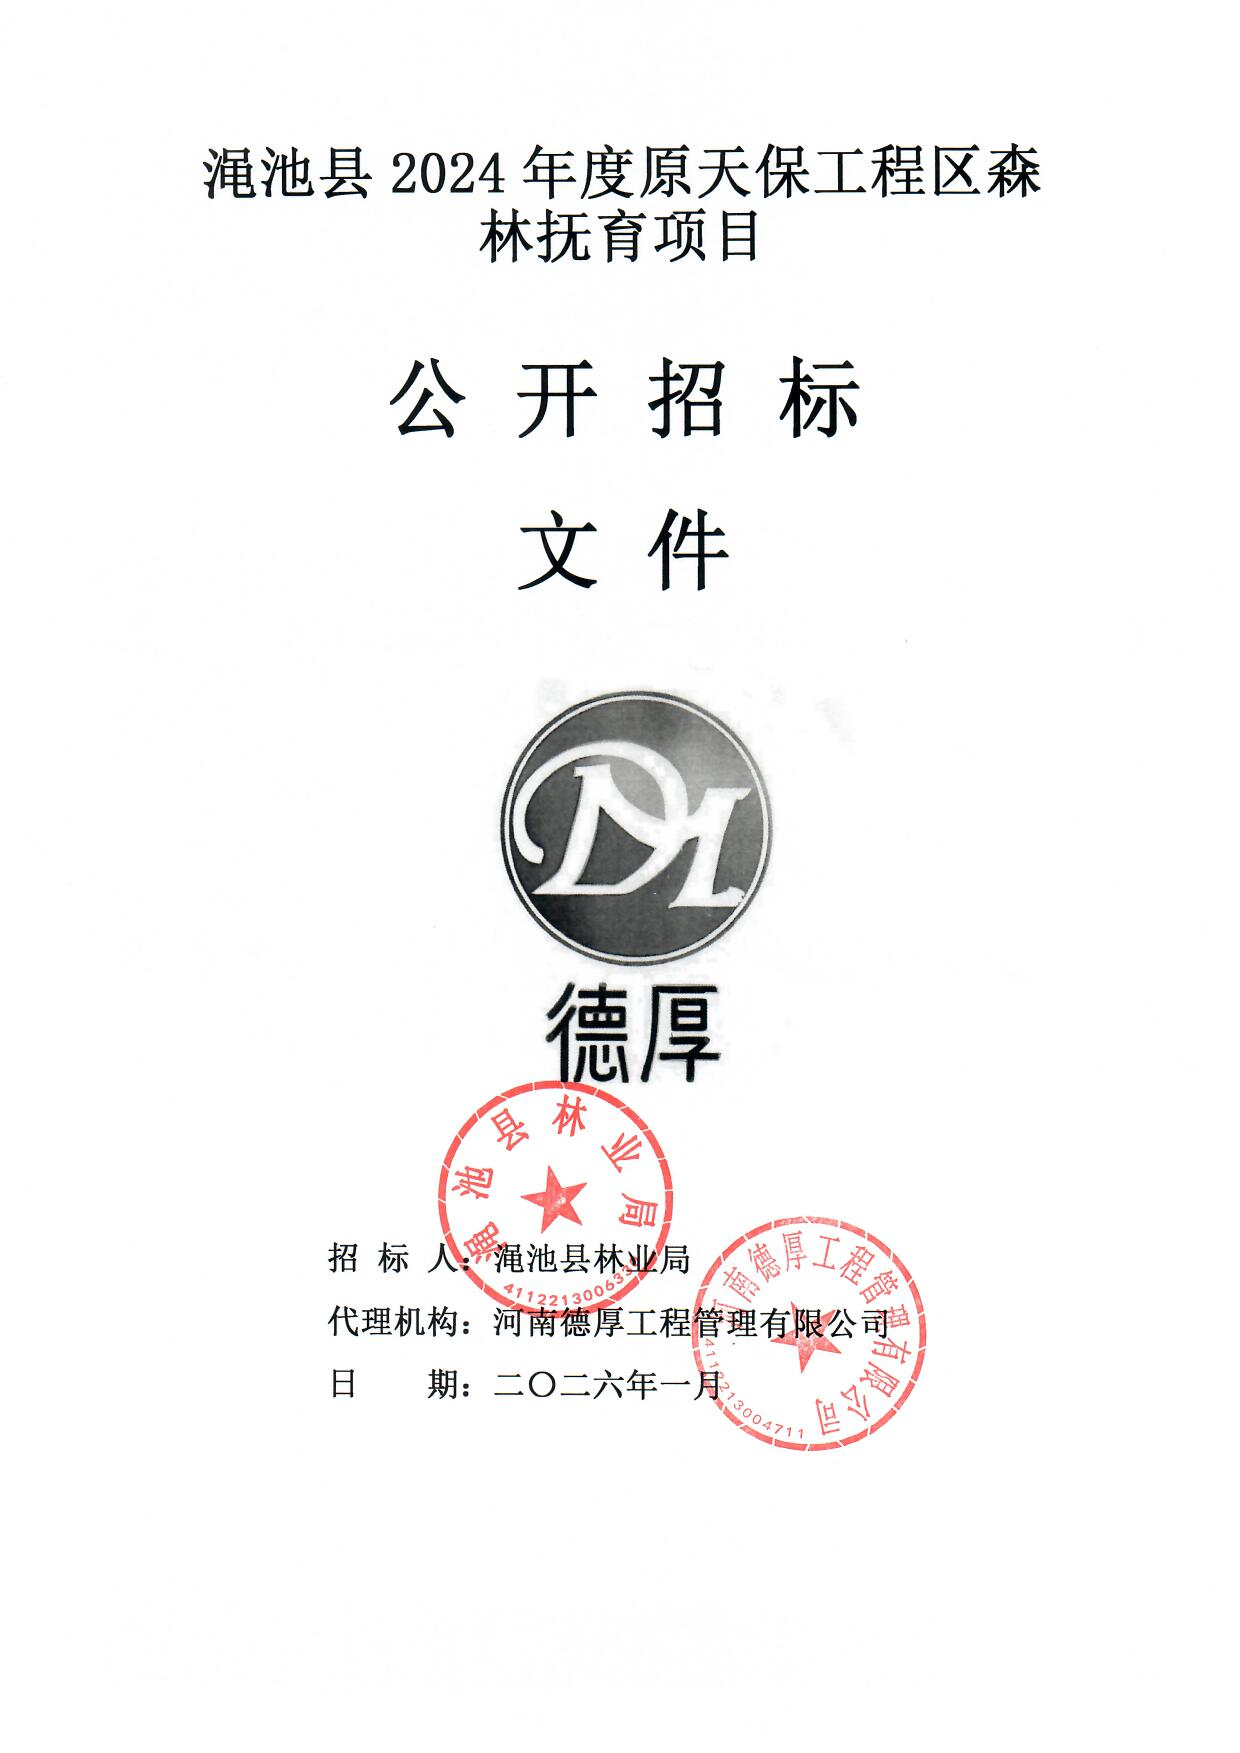 渑池县 2024 年度原天保工程区森
林抚育项目
公 开 招 标
文 件
德厚
渑池县林业局
招 标 人：渑池县林业局
河南德厚工程管理有限公司
代理机构：河南德厚工程管理有限公司
4112213004711
日 期：二〇二六年一月